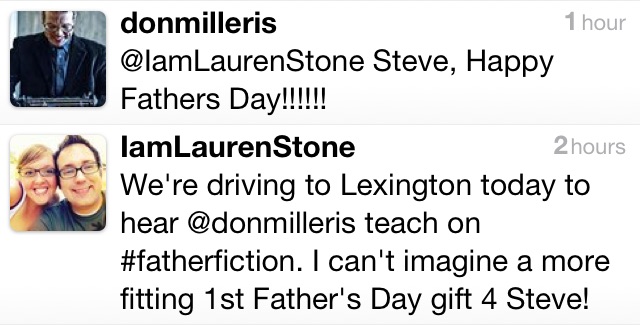 donmilleris 1 hour
@IamLaurenStone Steve, Happy
Fathers Day!!!!!!
IamLaurenStone 2 hours
We're driving to Lexington today to
hear @donmilleris teach on
#fatherfiction. I can't imagine a more
fitting 1st Father's Day gift 4 Steve!